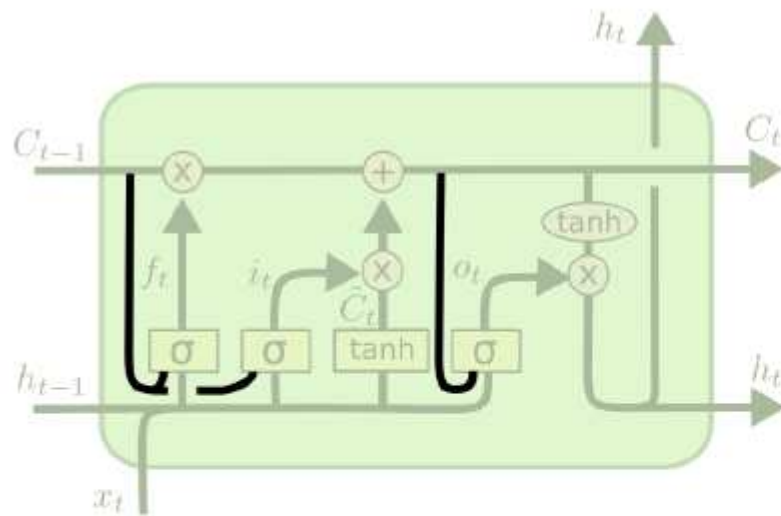 h_t
C_{t-1} × + C_t
tanh
f_t i_t × C̃_t o_t ×
σ σ tanh σ
h_{t-1} h_t
x_t